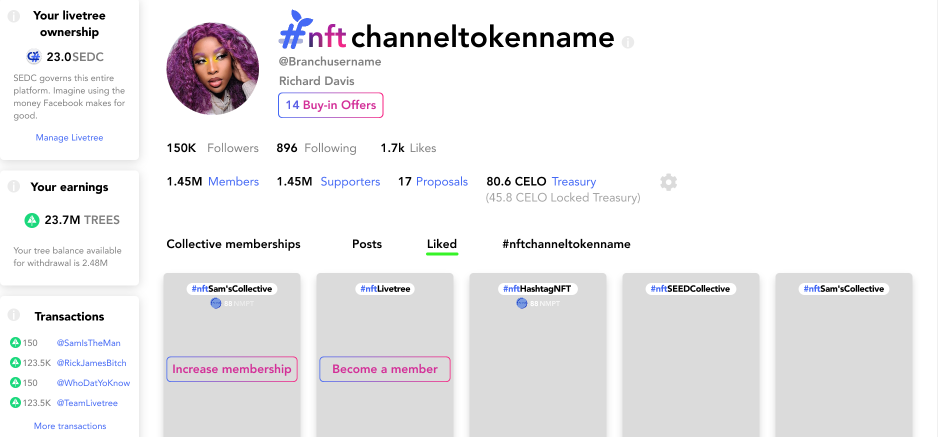 Your livetree
ownership
23.0SEDC
SEDC governs this entire
platform. Imagine using the
money Facebook makes for
good.
Manage Livetree
Your earnings
23.7M TREES
Your tree balance available
for withdrawal is 2.48M
Transactions
150 @SamIsTheMan
123.5K @RickJamesBitch
150 @WhoDatYoKnow
123.5K @TeamLivetree
More transactions
#nft channeltokenname
@Branchusername
Richard Davis
14 Buy-in Offers
150K Followers 896 Following 1.7k Likes
1.45M Members 1.45M Supporters 17 Proposals 80.6 CELO Treasury
(45.8 CELO Locked Treasury)
Collective memberships Posts Liked #nftchanneltokenname
#nftSam'sCollective #nftLivetree #nftHashtagNFT #nftSEEDCollective #nftSam'sCollective
88 NMFT 88 NMFT
Increase membership Become a member